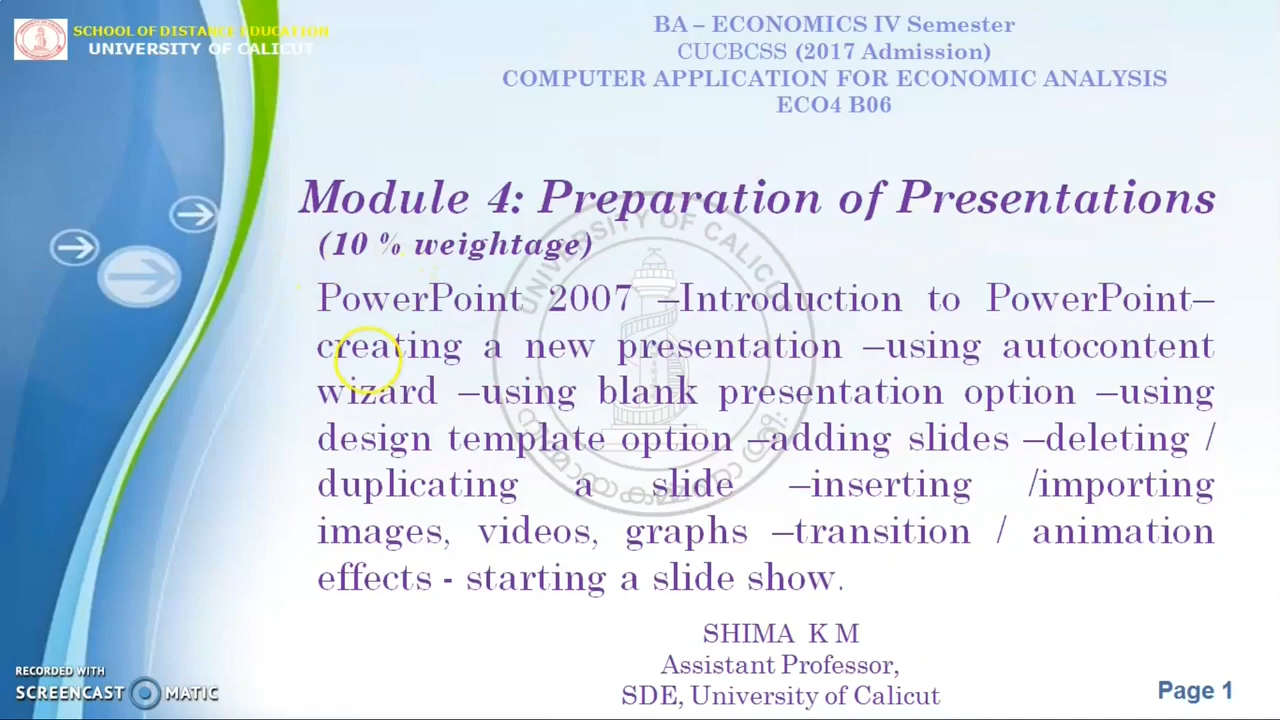 SCHOOL OF DISTANCE EDUCATION
UNIVERSITY OF CALICUT
BA – ECONOMICS IV Semester
CUCBCSS (2017 Admission)
COMPUTER APPLICATION FOR ECONOMIC ANALYSIS
ECO4 B06
Module 4: Preparation of Presentations
(10 % weightage)
PowerPoint 2007 –Introduction to PowerPoint–
creating a new presentation –using autocontent
wizard –using blank presentation option –using
design template option –adding slides –deleting /
duplicating a slide –inserting /importing
images, videos, graphs –transition / animation
effects - starting a slide show.
UNIVERSITY OF CALICUT
SHIMA K M
Assistant Professor,
SDE, University of Calicut
RECORDED WITH
SCREENCAST MATIC
Page 1